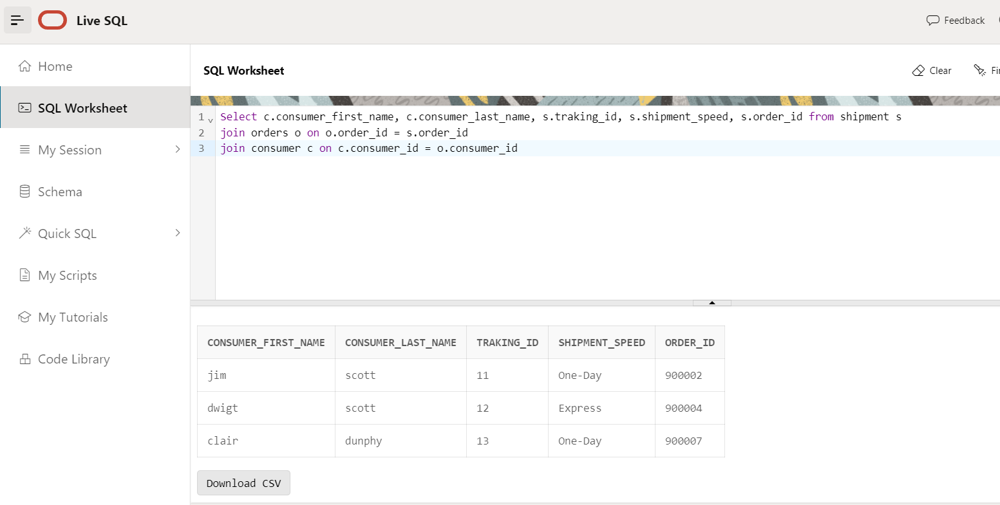 Live SQL
Feedback
Home
SQL Worksheet
My Session
Schema
Quick SQL
My Scripts
My Tutorials
Code Library
SQL Worksheet
Clear
1 Select c.consumer_first_name, c.consumer_last_name, s.traking_id, s.shipment_speed, s.order_id from shipment s
2 join orders o on o.order_id = s.order_id
3 join consumer c on c.consumer_id = o.consumer_id
CONSUMER_FIRST_NAME CONSUMER_LAST_NAME TRAKING_ID SHIPMENT_SPEED ORDER_ID
jim scott 11 One-Day 900002
dwigt scott 12 Express 900004
clair dunphy 13 One-Day 900007
Download CSV